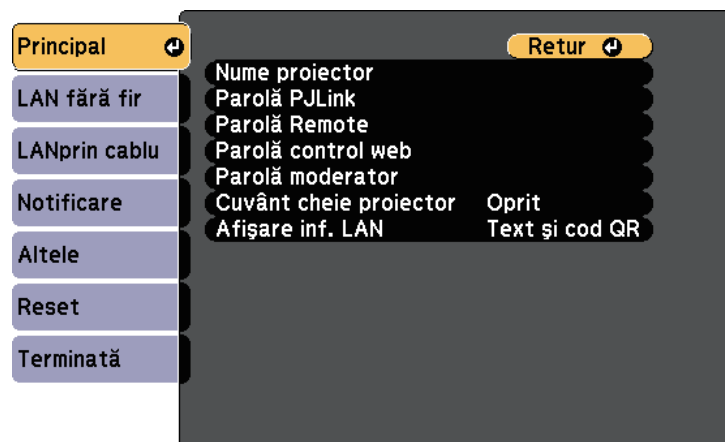 Principal
LAN fără fir
LANprin cablu
Notificare
Altele
Reset
Terminată
Retur
Nume proiector
Parolă PJLink
Parolă Remote
Parolă control web
Parolă moderator
Cuvânt cheie proiector Oprit
Afişare inf. LAN Text şi cod QR